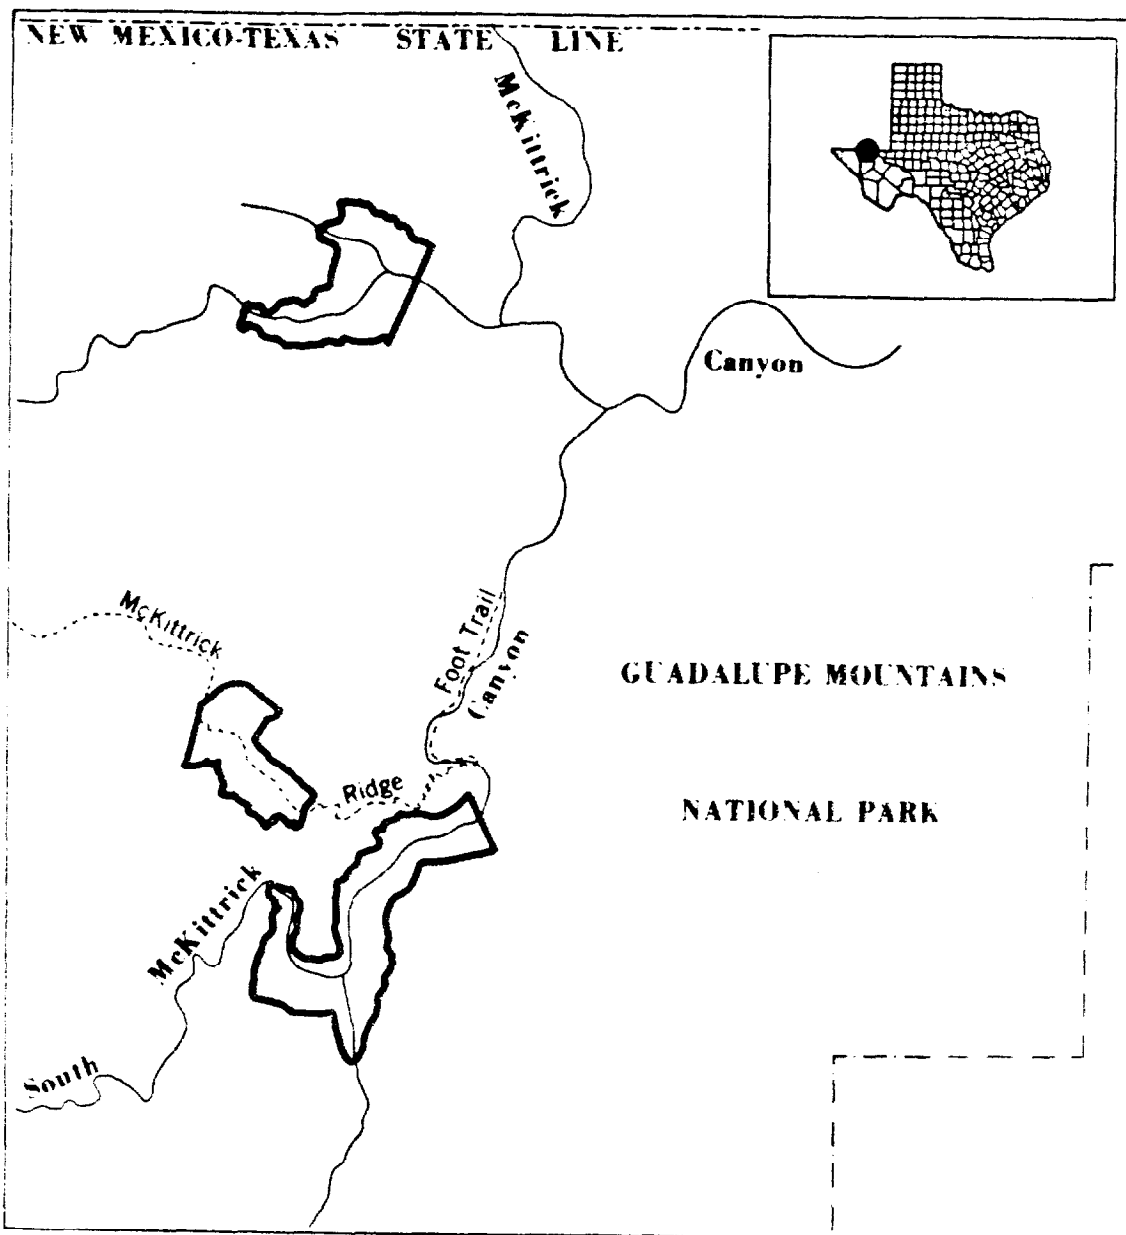 NEW MEXICO-TEXAS STATE LINE
McKittrick
Canyon
McKittrick
Foot Trail
Canyon
GUADALUPE MOUNTAINS
Ridge
NATIONAL PARK
McKittrick
South